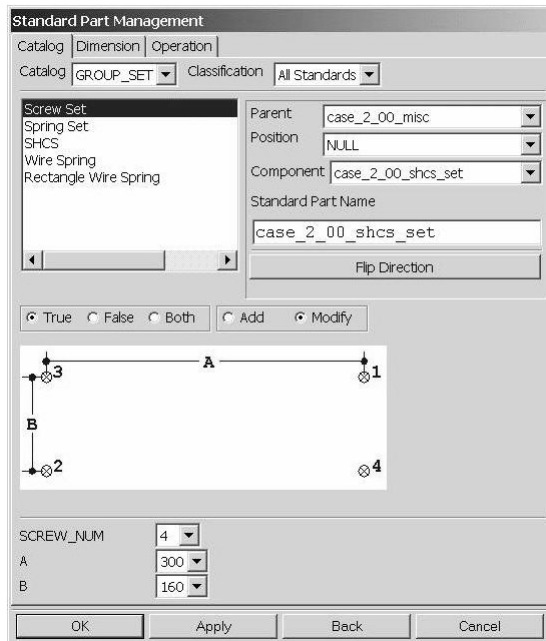 Standard Part Management
Catalog Dimension Operation
Catalog GROUP_SET Classification All Standards
Screw Set
Spring Set
SHCS
Wire Spring
Rectangle Wire Spring
Parent case_2_00_misc
Position NULL
Component case_2_00_shcs_set
Standard Part Name
case_2_00_shcs_set
Flip Direction
True False Both Add Modify
A
3 1
B
2 4
SCREW_NUM 4
A 300
B 160
OK Apply Back Cancel